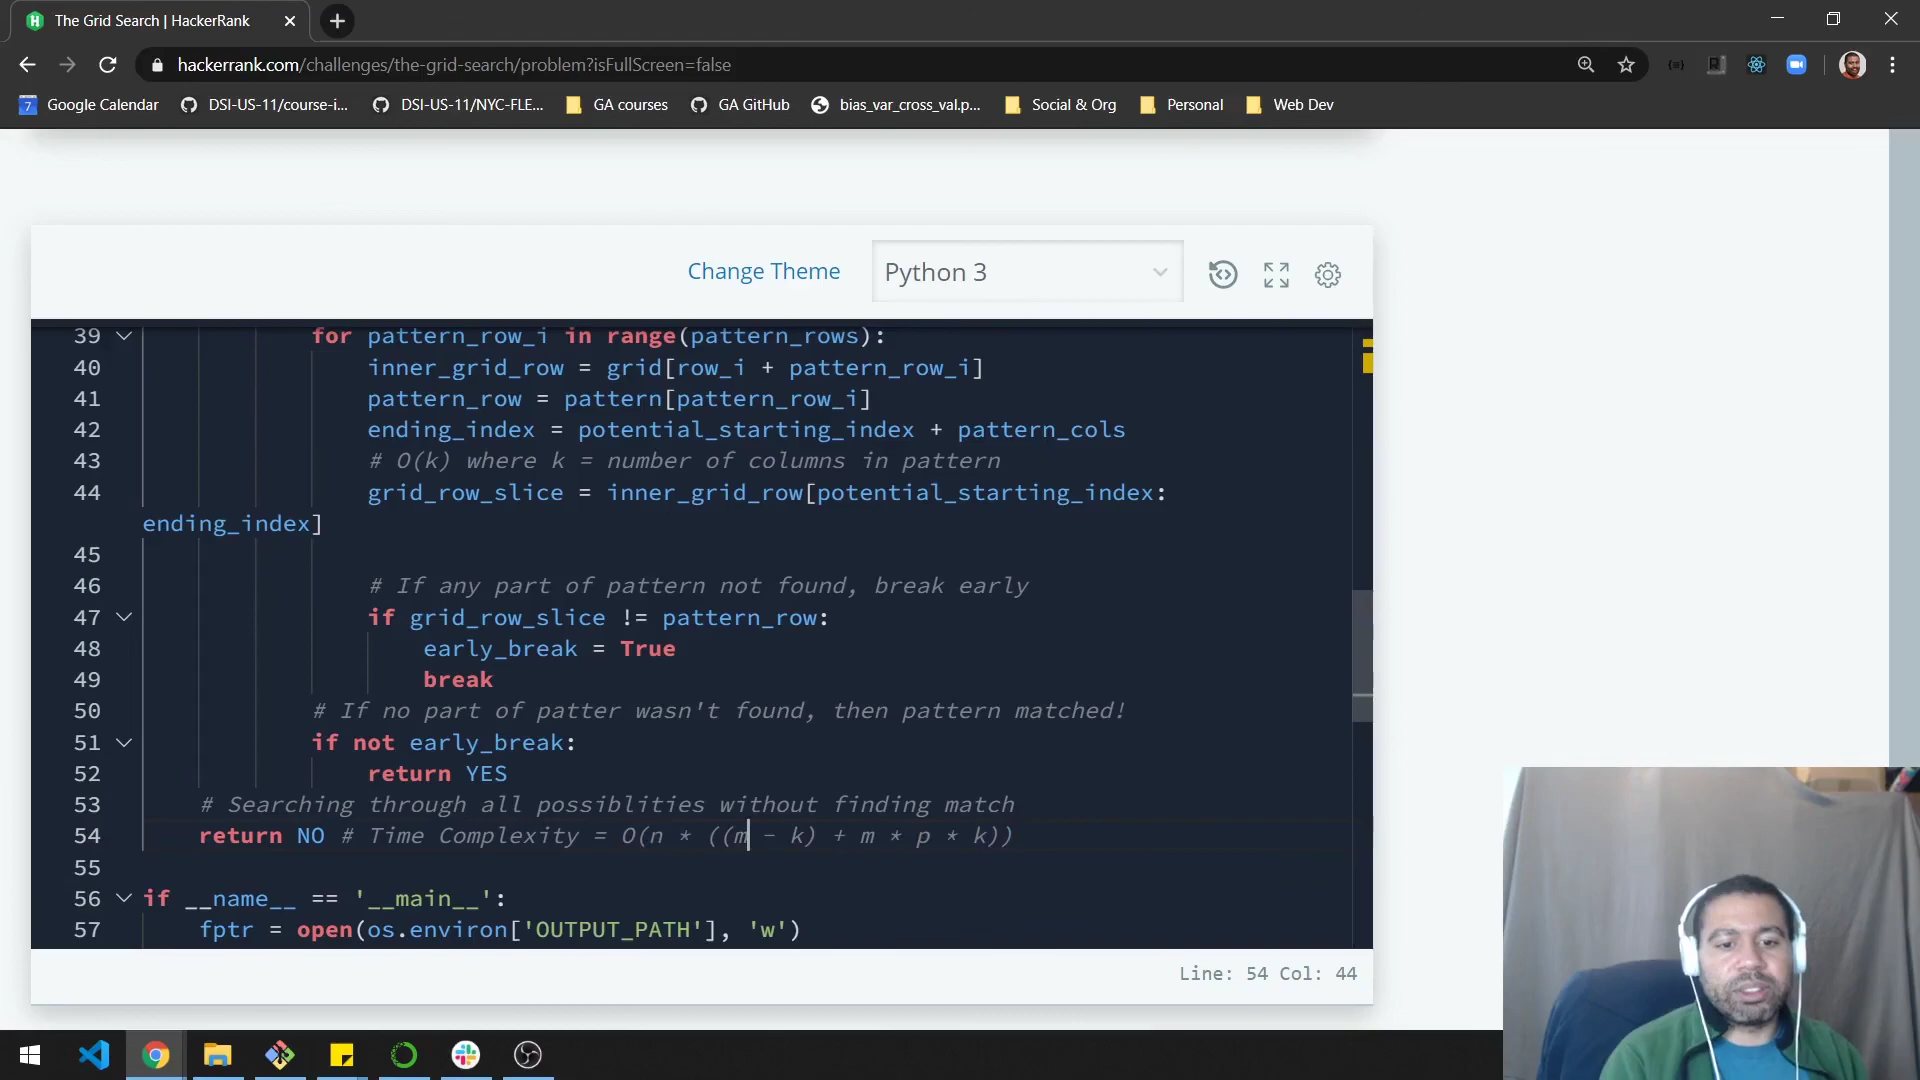 The Grid Search | HackerRank
hackerrank.com/challenges/the-grid-search/problem?isFullScreen=false
7 Google Calendar DSI-US-11/course-i... DSI-US-11/NYC-FLE... GA courses GA GitHub bias_var_cross_val.p... Social & Org Personal Web Dev
Change Theme Python 3
39 for pattern_row_i in range(pattern_rows):
40 inner_grid_row = grid[row_i + pattern_row_i]
41 pattern_row = pattern[pattern_row_i]
42 ending_index = potential_starting_index + pattern_cols
43 # O(k) where k = number of columns in pattern
44 grid_row_slice = inner_grid_row[potential_starting_index:
ending_index]
45
46 # If any part of pattern not found, break early
47 if grid_row_slice != pattern_row:
48 early_break = True
49 break
50 # If no part of patter wasn't found, then pattern matched!
51 if not early_break:
52 return YES
53 # Searching through all possiblities without finding match
54 return NO # Time Complexity = O(n * ((m - k) + m * p * k))
55
56 if __name__ == '__main__':
57 fptr = open(os.environ['OUTPUT_PATH'], 'w')
Line: 54 Col: 44